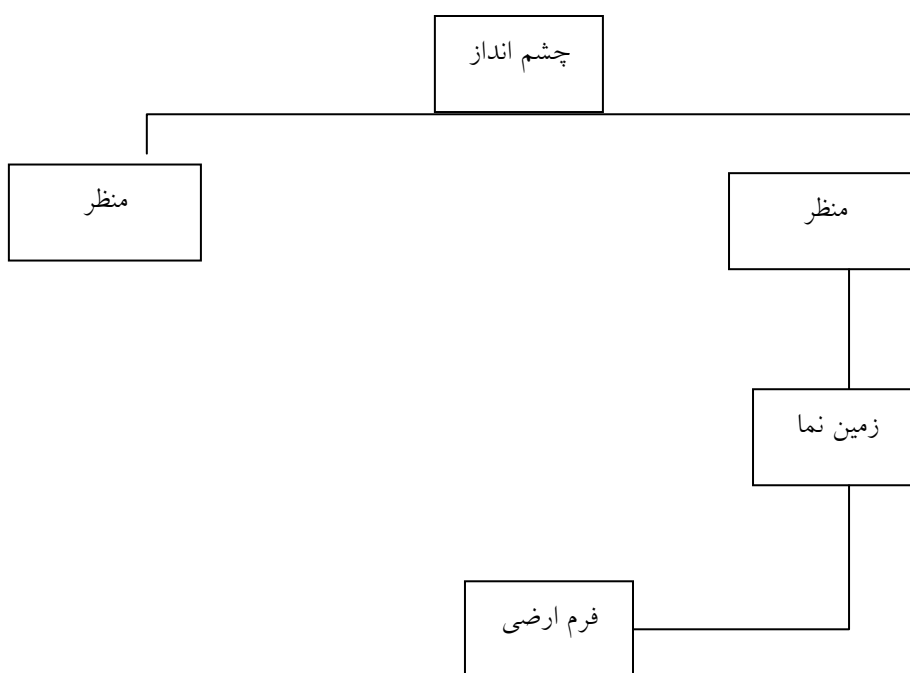 چشم انداز
منظر
منظر
زمین نما
فرم ارضی